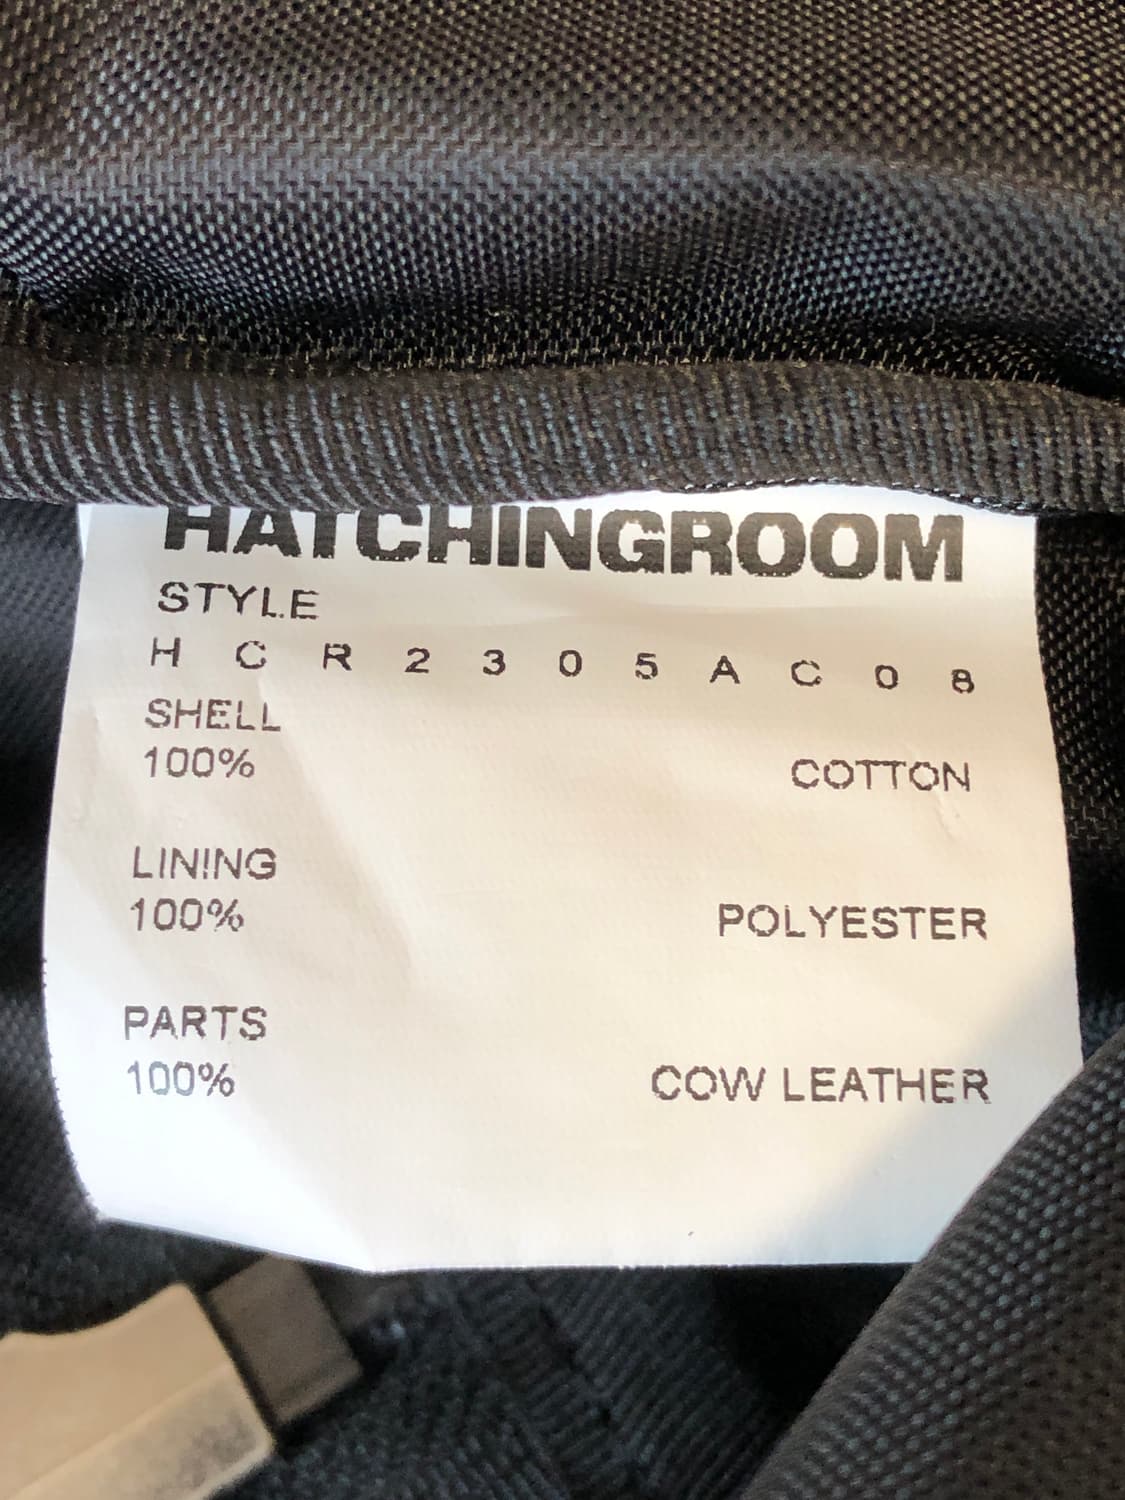 HATCHINGROOM
STYLE
H C R 2 3 0 5 A C 0 8
SHELL
100% COTTON
LINING
100% POLYESTER
PARTS
100% COW LEATHER